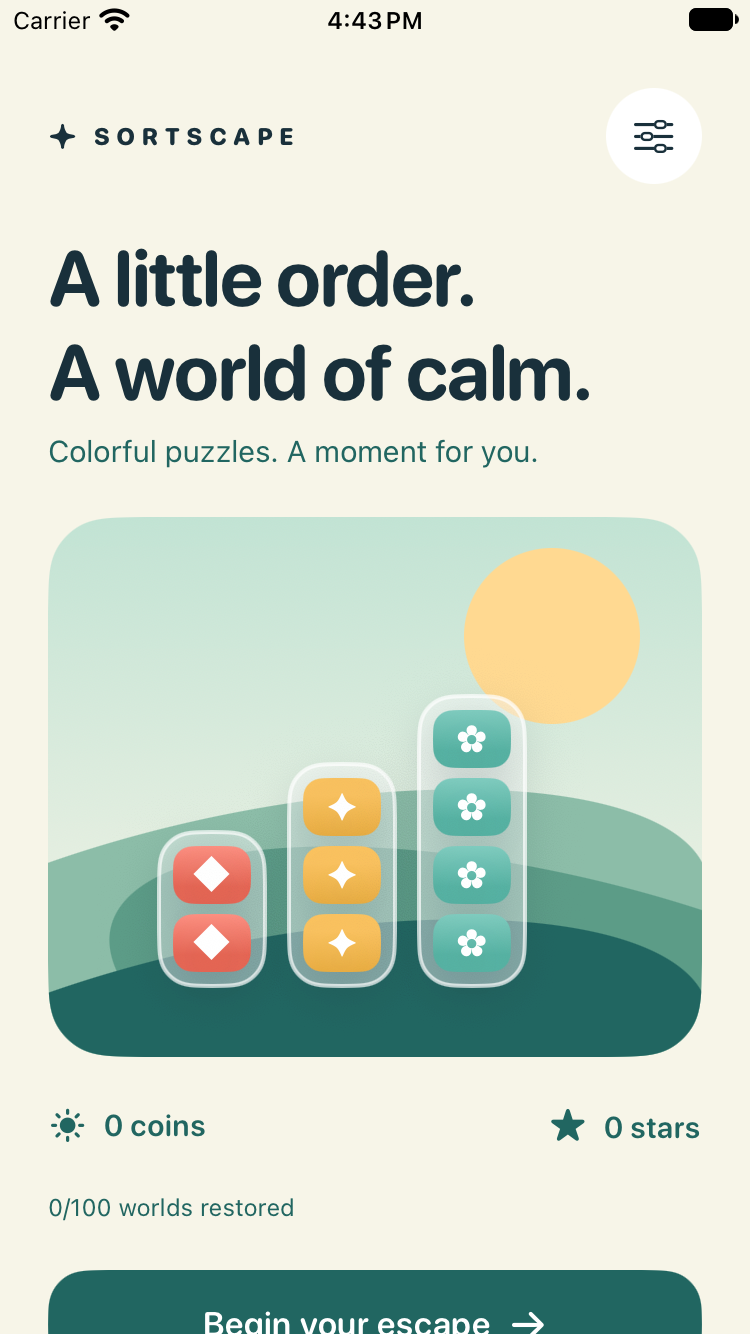 Carrier 4:43 PM
SORTSCAPE
A little order.
A world of calm.
Colorful puzzles. A moment for you.
0 coins
0 stars
0/100 worlds restored
Begin your escape